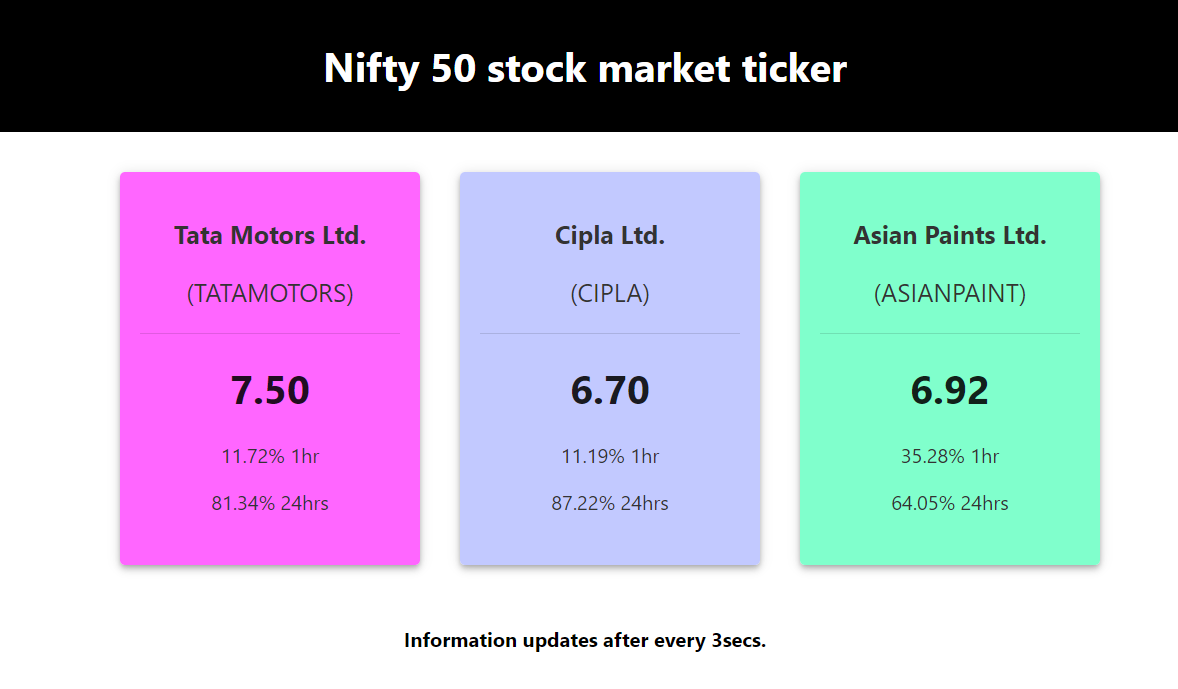 Nifty 50 stock market ticker
Tata Motors Ltd.
(TATAMOTORS)
7.50
11.72% 1hr
81.34% 24hrs
Cipla Ltd.
(CIPLA)
6.70
11.19% 1hr
87.22% 24hrs
Asian Paints Ltd.
(ASIANPAINT)
6.92
35.28% 1hr
64.05% 24hrs
Information updates after every 3secs.